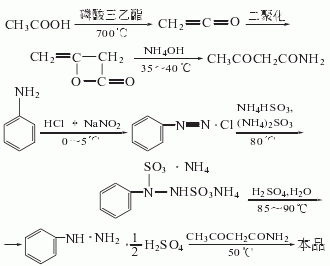 CH₃COOH 磷酸三乙酯 700℃ CH₂=C=O 二聚化
CH₂=C—CH₂ O—C=O NH₄OH 35～40℃ CH₃COCH₂CONH₂
NH₂ HCl + NaNO₂ 0～5℃ N=N·Cl NH₄HSO₃, (NH₄)₂SO₃ 80℃
SO₃·NH₄
N—NHSO₃NH₄ H₂SO₄,H₂O 85～90℃
NH·NH₂·1/2 H₂SO₄ CH₃COCH₂CONH₂ 50℃ 本品